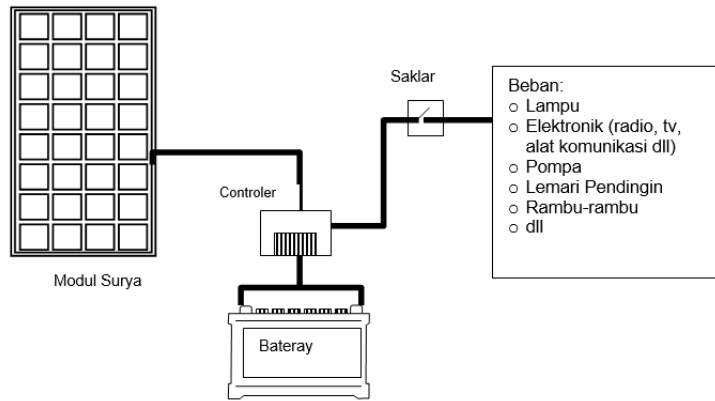 Modul Surya
Controler
Bateray
Saklar
Beban:
○ Lampu
○ Elektronik (radio, tv,
alat komunikasi dll)
○ Pompa
○ Lemari Pendingin
○ Rambu-rambu
○ dll